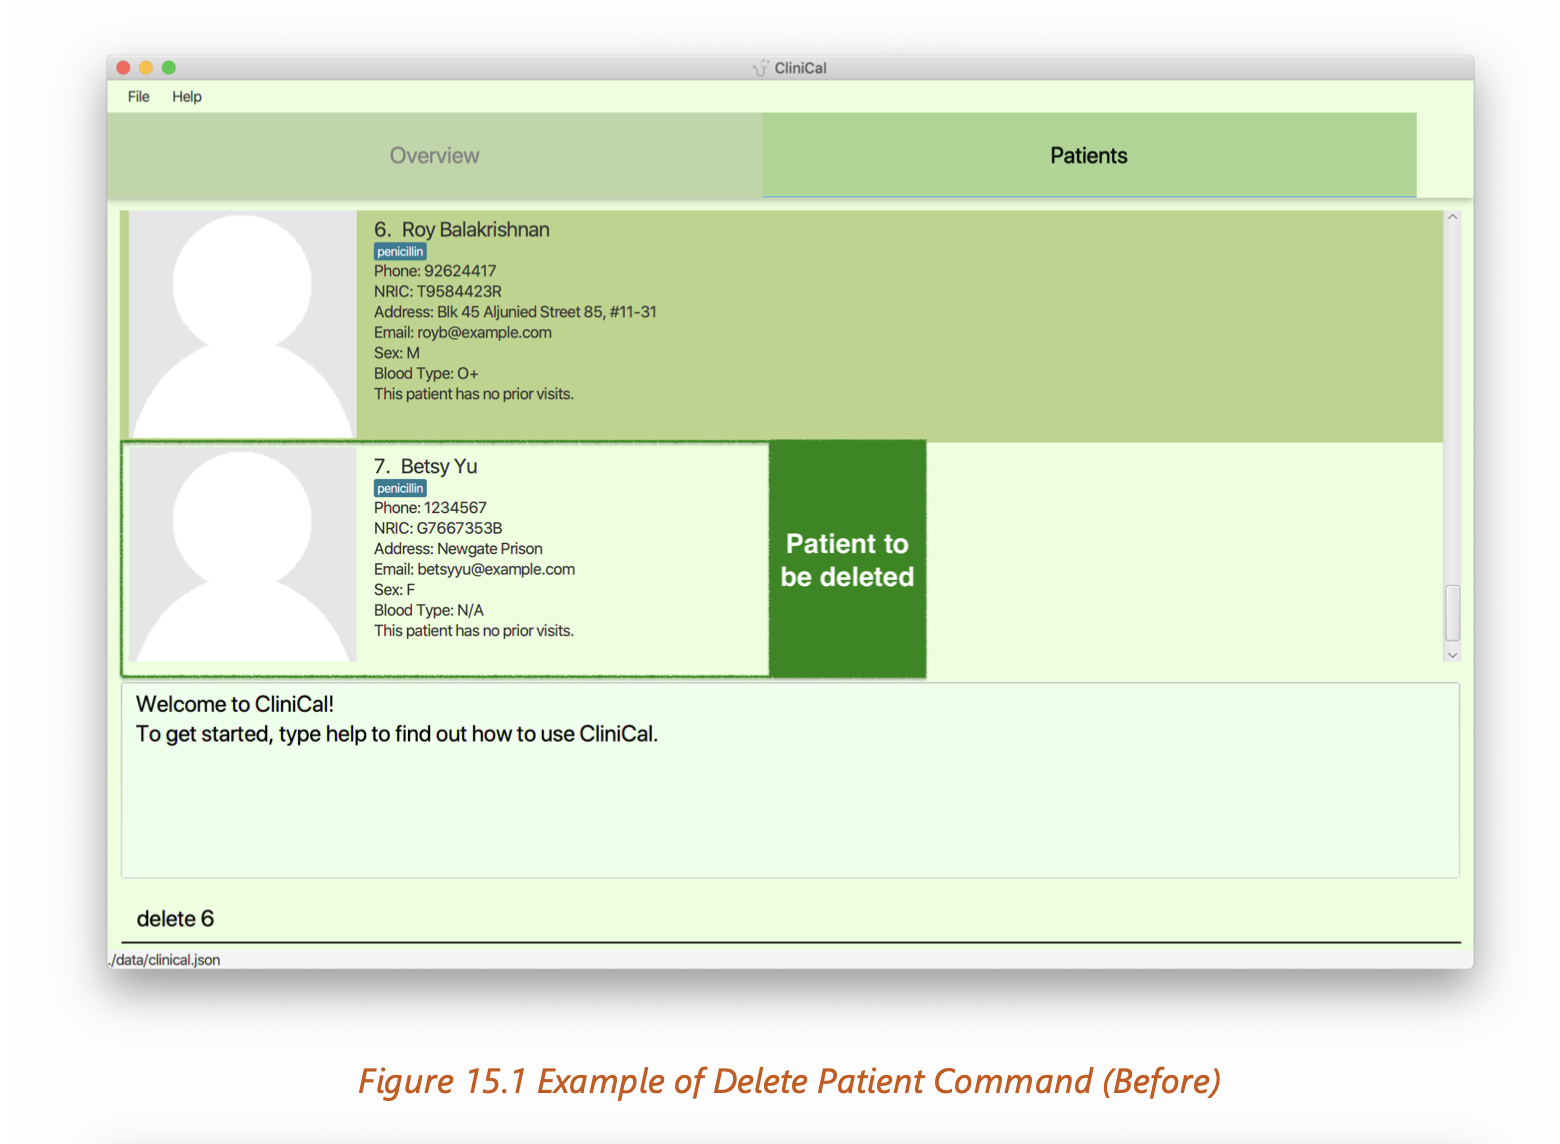 CliniCal
File Help
Overview Patients
6. Roy Balakrishnan
penicillin
Phone: 92624417
NRIC: T9584423R
Address: Blk 45 Aljunied Street 85, #11-31
Email: royb@example.com
Sex: M
Blood Type: O+
This patient has no prior visits.
7. Betsy Yu
penicillin
Phone: 1234567
NRIC: G7667353B
Address: Newgate Prison
Email: betsyyu@example.com
Sex: F
Blood Type: N/A
This patient has no prior visits.
Patient to
be deleted
Welcome to CliniCal!
To get started, type help to find out how to use CliniCal.
delete 6
./data/clinical.json
Figure 15.1 Example of Delete Patient Command (Before)